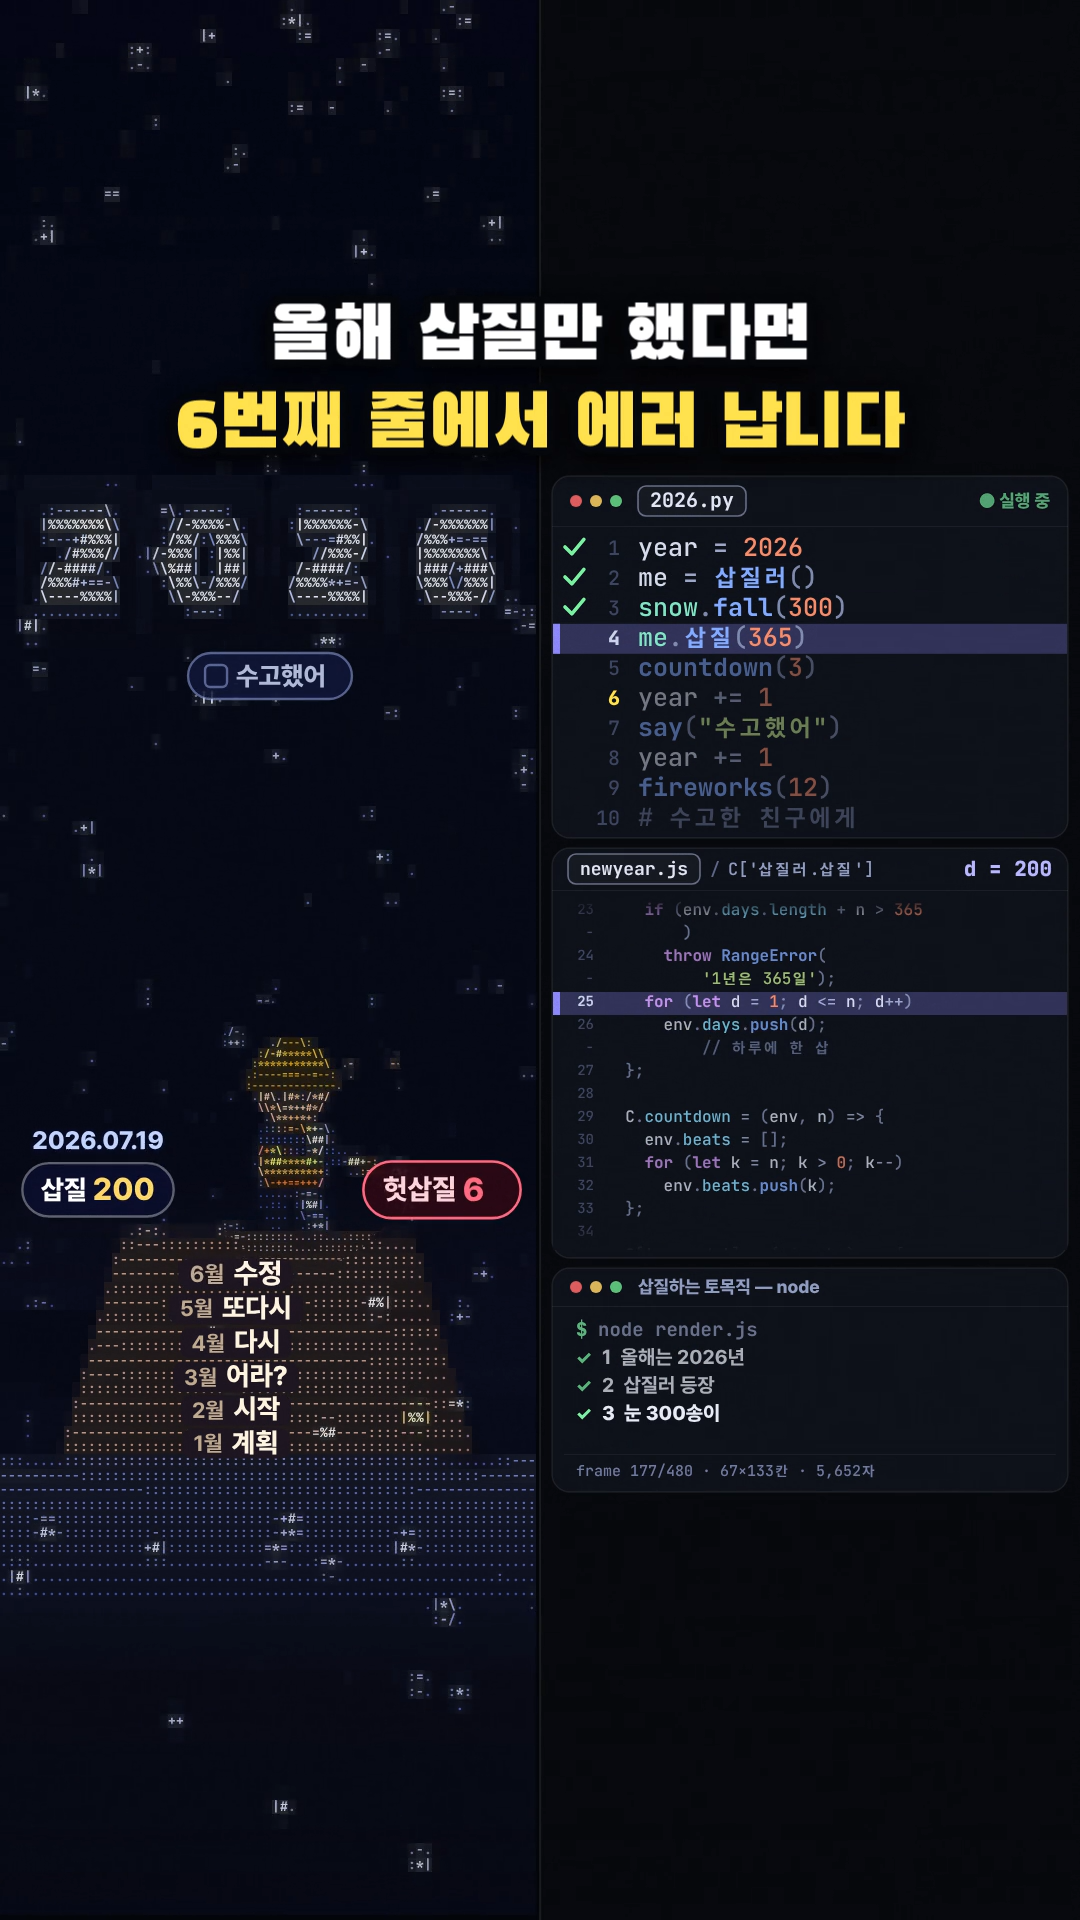 올해 삽질만 했다면
6번째 줄에서 에러 납니다
2026
수고했어
2026.py
실행 중
1 year = 2026
2 me = 삽질러()
3 snow.fall(300)
4 me.삽질(365)
5 countdown(3)
6 year += 1
7 say("수고했어")
8 year += 1
9 fireworks(12)
10 # 수고한 친구에게
newyear.js / C['삽질러.삽질'] d = 200
23 if (env.days.length + n > 365
- )
24 throw RangeError(
- '1년은 365일');
25 for (let d = 1; d <= n; d++)
26 env.days.push(d);
- // 하루에 한 삽
27 };
28
29 C.countdown = (env, n) => {
30 env.beats = [];
31 for (let k = n; k > 0; k--)
32 env.beats.push(k);
33 };
34
2026.07.19
삽질 200
헛삽질 6
6월 수정
5월 또다시
4월 다시
3월 어라?
2월 시작
1월 계획
삽질하는 토목직 — node
$ node render.js
✓ 1 올해는 2026년
✓ 2 삽질러 등장
✓ 3 눈 300송이
frame 177/480 · 67×133칸 · 5,652자